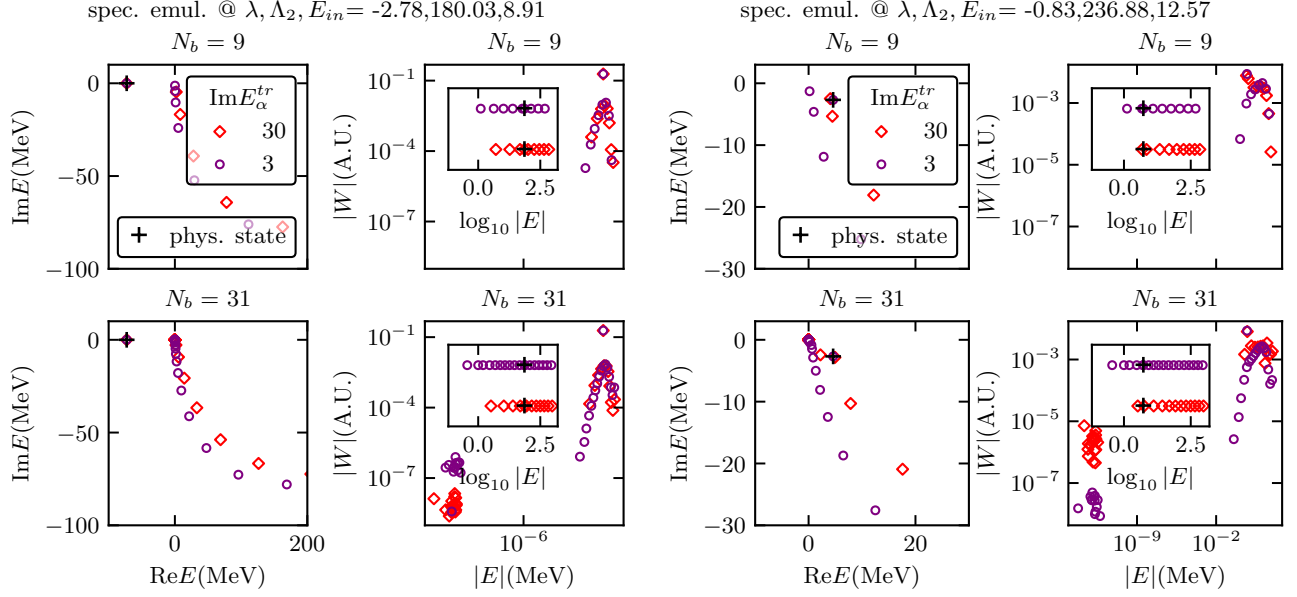 spec. emul. @ λ, Λ₂, E_in= -2.78,180.03,8.91
spec. emul. @ λ, Λ₂, E_in= -0.83,236.88,12.57
N_b = 9
N_b = 9
N_b = 9
N_b = 9
ImE(MeV)
0
−50
−100
ImE^tr_α
30
3
phys. state
|W|(A.U.)
10⁻¹
10⁻⁴
10⁻⁷
0.0 2.5
log₁₀ |E|
ImE(MeV)
0
−10
−20
−30
ImE^tr_α
30
3
phys. state
|W|(A.U.)
10⁻³
10⁻⁵
10⁻⁷
0.0 2.5
log₁₀ |E|
N_b = 31
N_b = 31
N_b = 31
N_b = 31
ImE(MeV)
0
−50
−100
0 200
ReE(MeV)
|W|(A.U.)
10⁻¹
10⁻⁴
10⁻⁷
0.0 2.5
log₁₀ |E|
10⁻⁶
|E|(MeV)
ImE(MeV)
0
−10
−20
−30
0 20
ReE(MeV)
|W|(A.U.)
10⁻³
10⁻⁵
10⁻⁷
0.0 2.5
log₁₀ |E|
10⁻⁹ 10⁻²
|E|(MeV)